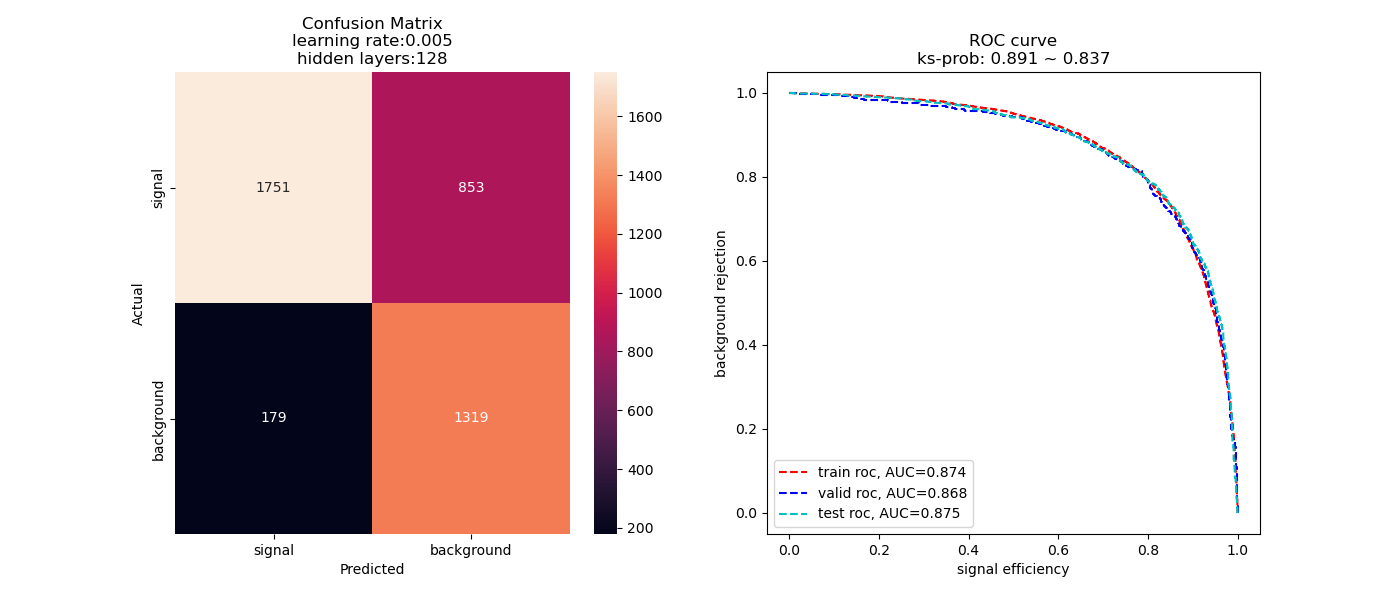 Confusion Matrix
learning rate:0.005
hidden layers:128
signal
background
Actual
1751
853
179
1319
signal
background
Predicted
1600
1400
1200
1000
800
600
400
200
ROC curve
ks-prob: 0.891 ~ 0.837
background rejection
1.0
0.8
0.6
0.4
0.2
0.0
train roc, AUC=0.874
valid roc, AUC=0.868
test roc, AUC=0.875
0.0
0.2
0.4
0.6
0.8
1.0
signal efficiency